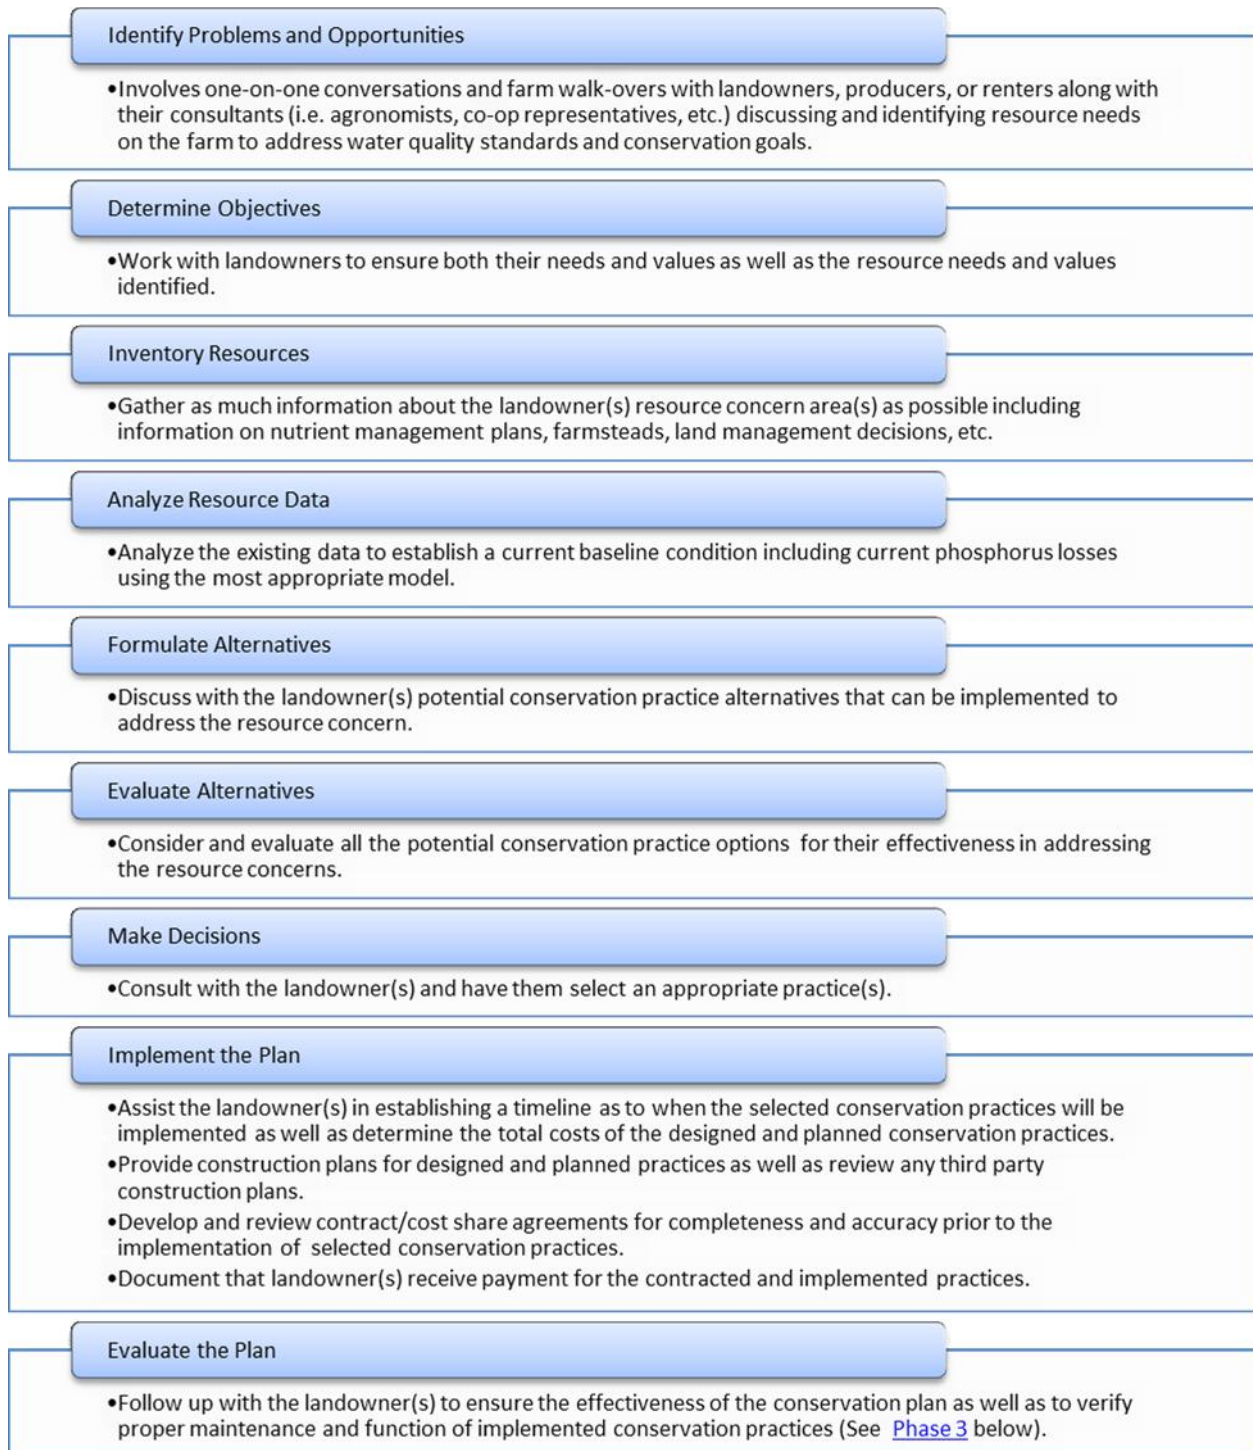 Identify Problems and Opportunities
•Involves one-on-one conversations and farm walk-overs with landowners, producers, or renters along with
their consultants (i.e. agronomists, co-op representatives, etc.) discussing and identifying resource needs
on the farm to address water quality standards and conservation goals.
Determine Objectives
•Work with landowners to ensure both their needs and values as well as the resource needs and values
identified.
Inventory Resources
•Gather as much information about the landowner(s) resource concern area(s) as possible including
information on nutrient management plans, farmsteads, land management decisions, etc.
Analyze Resource Data
•Analyze the existing data to establish a current baseline condition including current phosphorus losses
using the most appropriate model.
Formulate Alternatives
•Discuss with the landowner(s) potential conservation practice alternatives that can be implemented to
address the resource concern.
Evaluate Alternatives
•Consider and evaluate all the potential conservation practice options for their effectiveness in addressing
the resource concerns.
Make Decisions
•Consult with the landowner(s) and have them select an appropriate practice(s).
Implement the Plan
•Assist the landowner(s) in establishing a timeline as to when the selected conservation practices will be
implemented as well as determine the total costs of the designed and planned conservation practices.
•Provide construction plans for designed and planned practices as well as review any third party
construction plans.
•Develop and review contract/cost share agreements for completeness and accuracy prior to the
implementation of selected conservation practices.
•Document that landowner(s) receive payment for the contracted and implemented practices.
Evaluate the Plan
•Follow up with the landowner(s) to ensure the effectiveness of the conservation plan as well as to verify
proper maintenance and function of implemented conservation practices (See Phase 3 below).